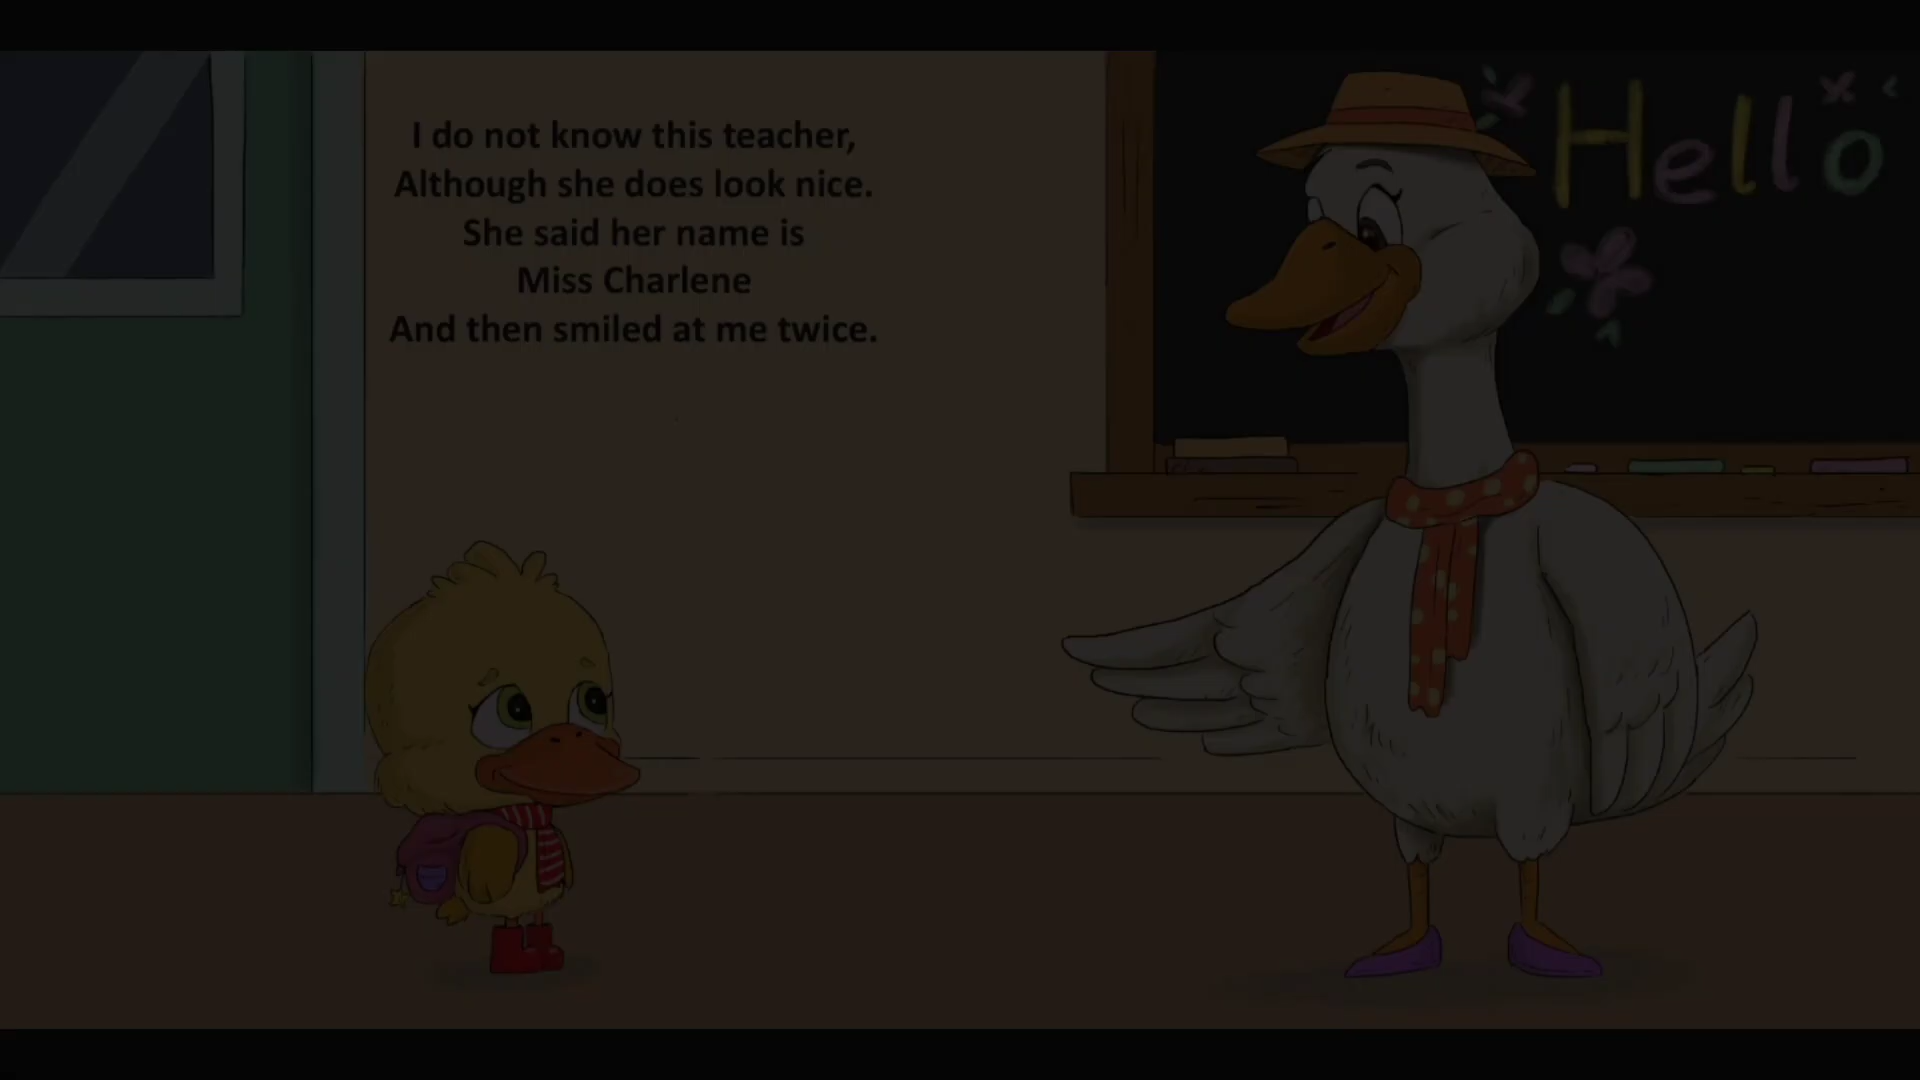 I do not know this teacher,
Although she does look nice.
She said her name is
Miss Charlene
And then smiled at me twice.
Hello